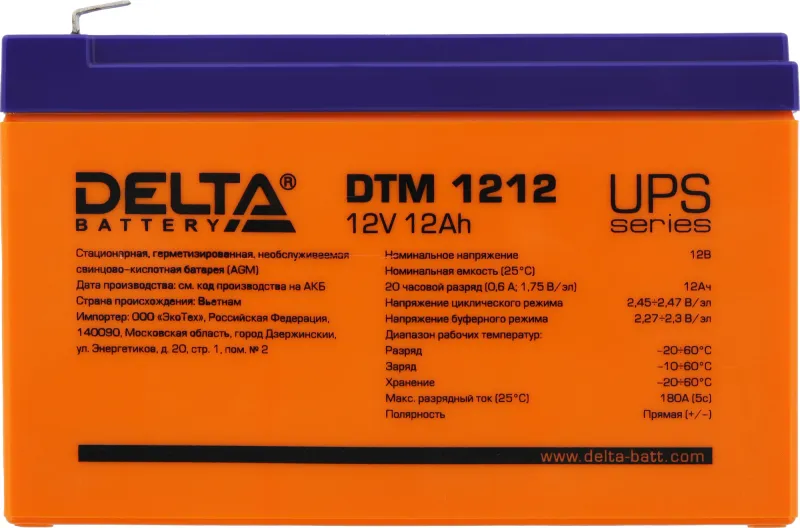 DELTA®
BATTERY
DTM 1212
12V 12Ah
UPS
series
Стационарная, герметизированная, необслуживаемая
свинцово-кислотная батарея (AGM)
Дата производства: см. код производства на АКБ
Страна происхождения: Вьетнам
Импортер: ООО «ЭкоТех», Российская Федерация,
140090, Московская область, город Дзержинский,
ул. Энергетиков, д. 20, стр. 1, пом. № 2
Номинальное напряжение 12В
Номинальная емкость (25°C)
20 часовой разряд (0,6 А; 1,75 В/эл) 12Ач
Напряжение циклического режима 2,45÷2,47 В/эл
Напряжение буферного режима 2,27÷2,3 В/эл
Диапазон рабочих температур:
Разряд -20÷60°C
Заряд -10÷60°C
Хранение -20÷60°C
Макс. разрядный ток (25°C) 180А (5с)
Полярность Прямая (+/-)
www.delta-batt.com